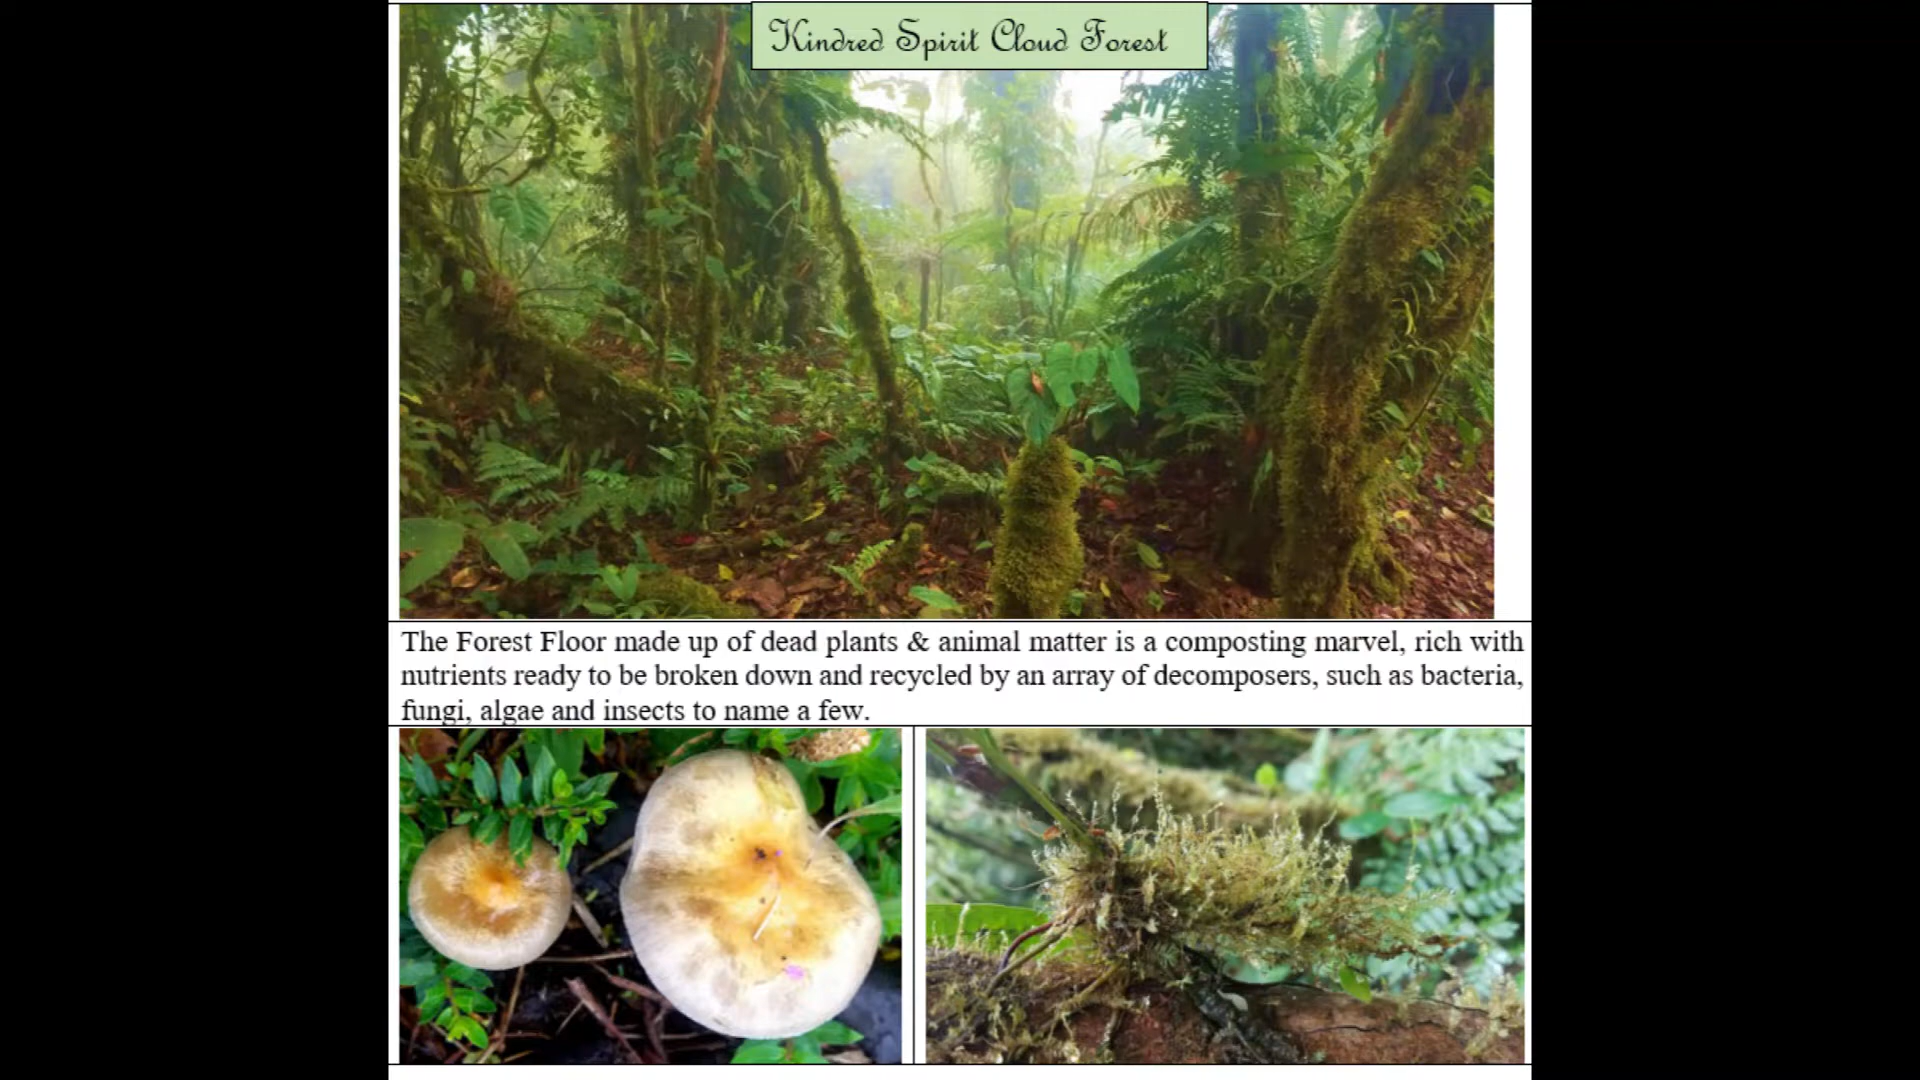 Kindred Spirit Cloud Forest
The Forest Floor made up of dead plants & animal matter is a composting marvel, rich with
nutrients ready to be broken down and recycled by an array of decomposers, such as bacteria,
fungi, algae and insects to name a few.